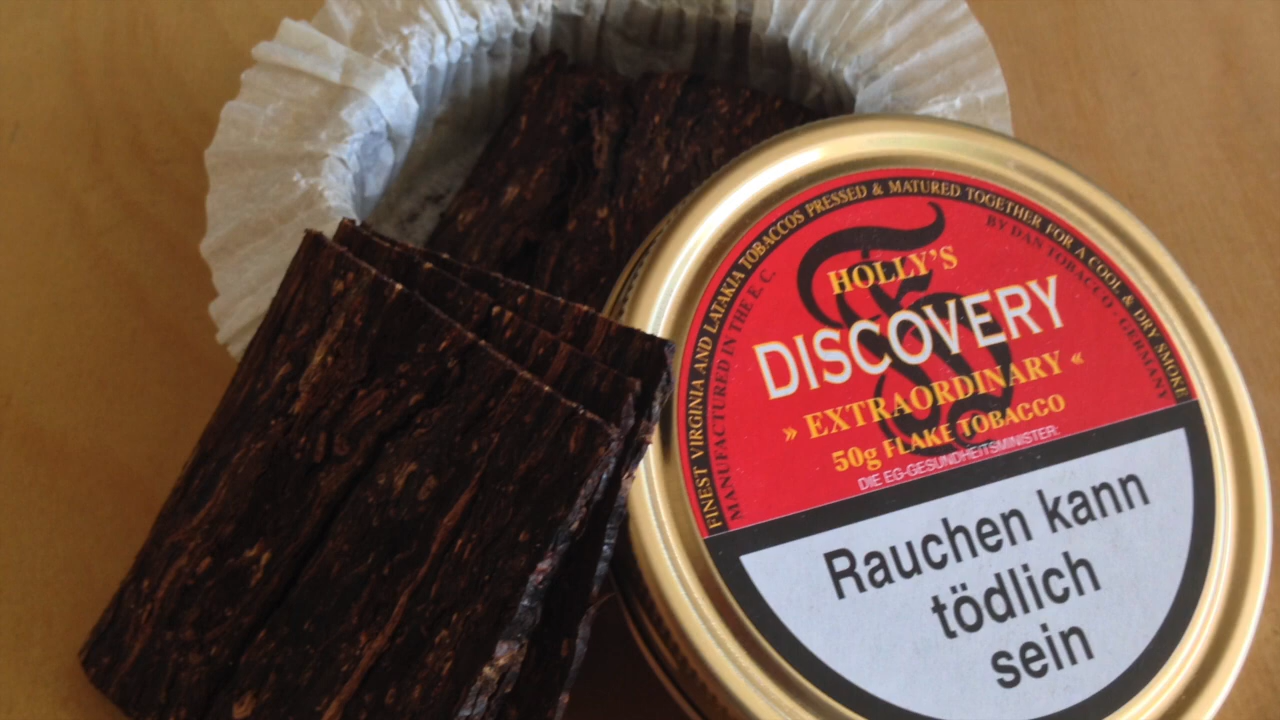 FINEST VIRGINIA AND LATAKIA TOBACCOS PRESSED & MATURED TOGETHER FOR A COOL & DRY SMOKE
MANUFACTURED IN THE E. C.
BY DAN TOBACCO - GERMANY
HOLLY'S
DISCOVERY
» EXTRAORDINARY «
50g FLAKE TOBACCO
DIE EG-GESUNDHEITSMINISTER:
Rauchen kann
tödlich
sein